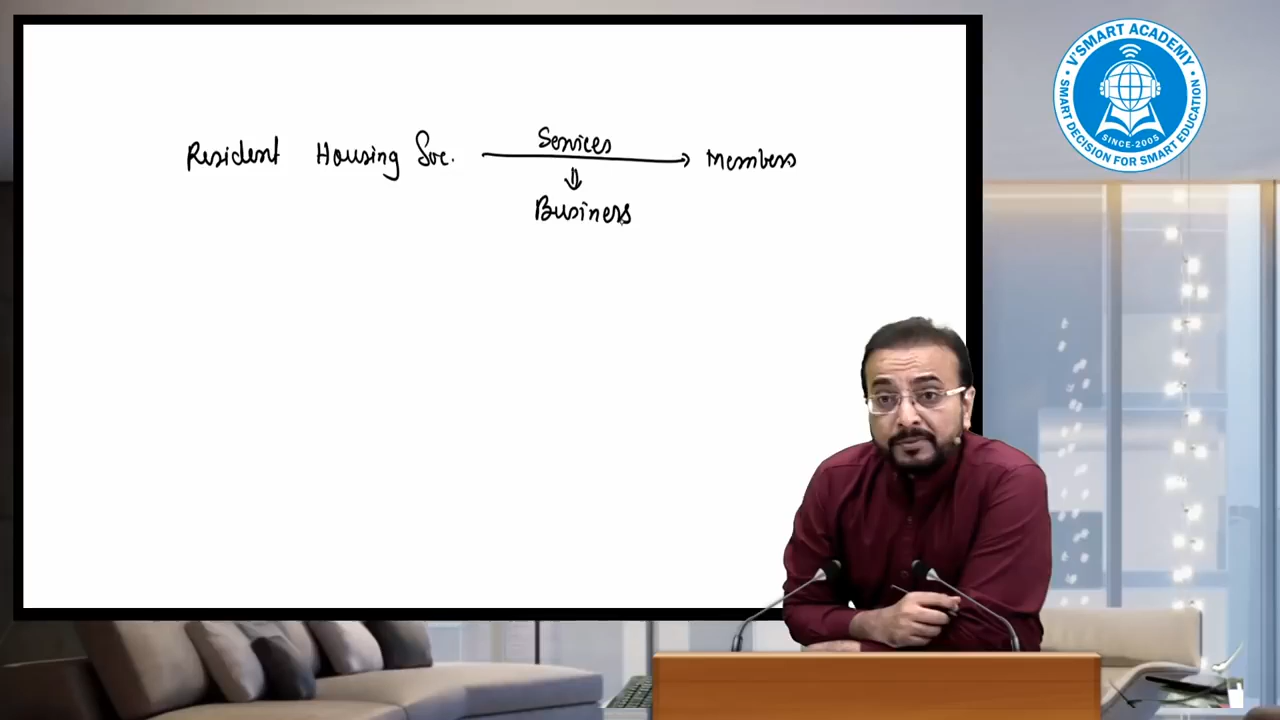 Services
Resident Housing Soc. Members
Business
V'SMART ACADEMY
SINCE-2005
SMART DECISION FOR SMART EDUCATION